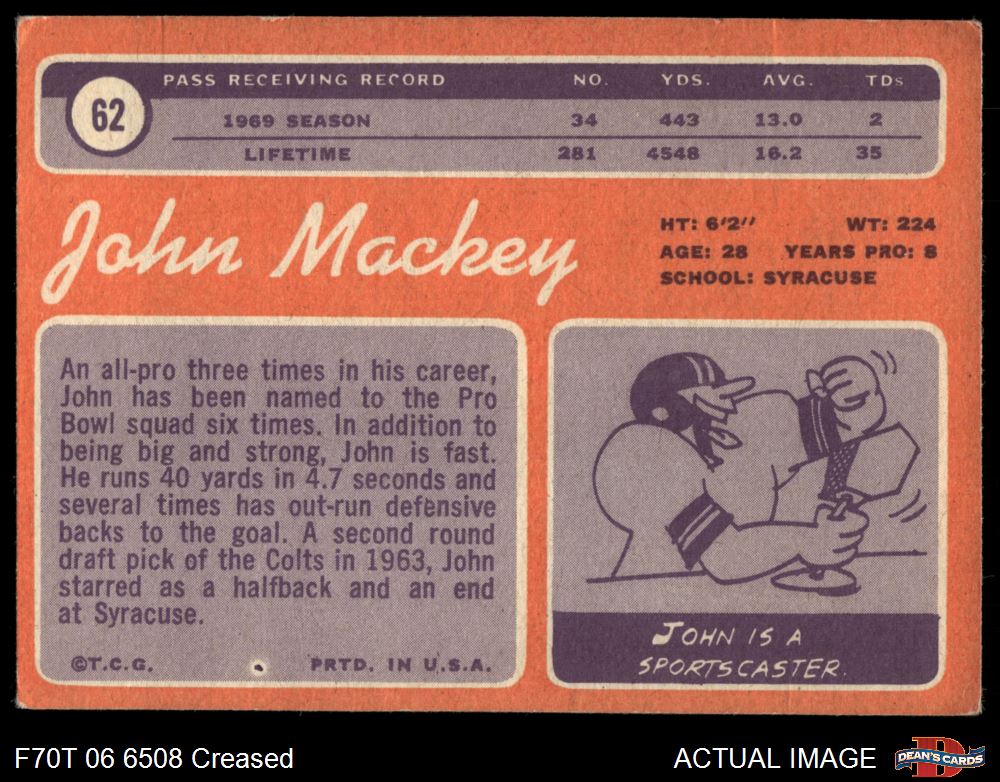 PASS RECEIVING RECORD NO. YDS. AVG. TDs
62
1969 SEASON 34 443 13.0 2
LIFETIME 281 4548 16.2 35
John Mackey
HT: 6'2" WT: 224
AGE: 28 YEARS PRO: 8
SCHOOL: SYRACUSE
An all-pro three times in his career,
John has been named to the Pro
Bowl squad six times. In addition to
being big and strong, John is fast.
He runs 40 yards in 4.7 seconds and
several times has out-run defensive
backs to the goal. A second round
draft pick of the Colts in 1963, John
starred as a halfback and an end
at Syracuse.
©T.C.G. PRTD. IN U.S.A.
JOHN IS A
SPORTSCASTER.
F70T 06 6508 Creased
ACTUAL IMAGE
D
DEAN'S CARDS